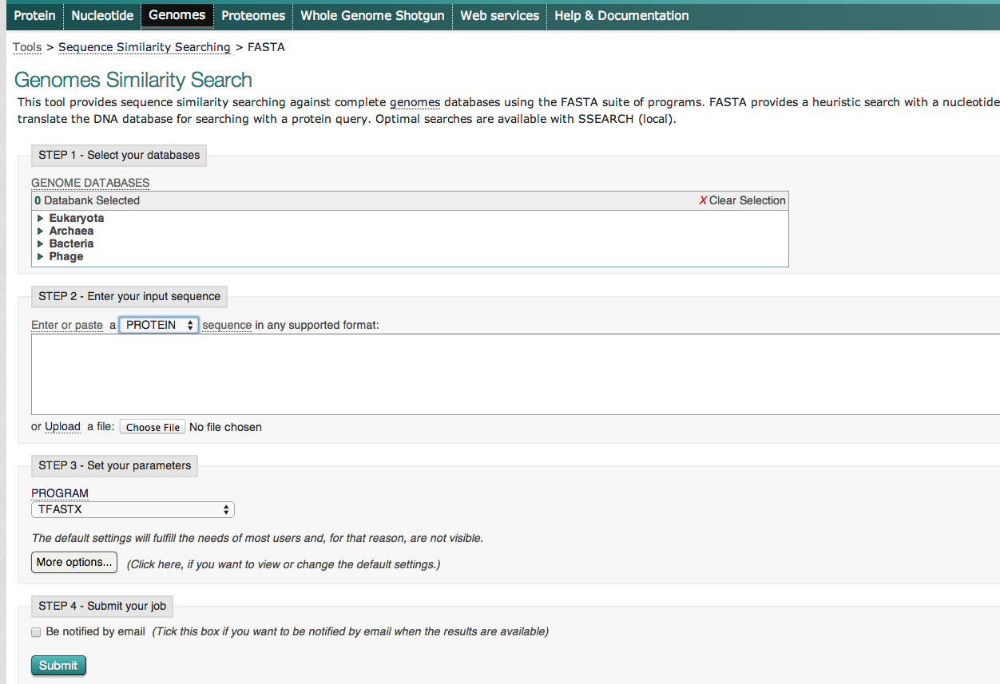 Protein Nucleotide Genomes Proteomes Whole Genome Shotgun Web services Help & Documentation
Tools > Sequence Similarity Searching > FASTA
Genomes Similarity Search
This tool provides sequence similarity searching against complete genomes databases using the FASTA suite of programs. FASTA provides a heuristic search with a nucleotide
translate the DNA database for searching with a protein query. Optimal searches are available with SSEARCH (local).
STEP 1 - Select your databases
GENOME DATABASES
0 Databank Selected X Clear Selection
Eukaryota
Archaea
Bacteria
Phage
STEP 2 - Enter your input sequence
Enter or paste a PROTEIN sequence in any supported format:
or Upload a file: Choose File No file chosen
STEP 3 - Set your parameters
PROGRAM
TFASTX
The default settings will fulfill the needs of most users and, for that reason, are not visible.
More options... (Click here, if you want to view or change the default settings.)
STEP 4 - Submit your job
Be notified by email (Tick this box if you want to be notified by email when the results are available)
Submit